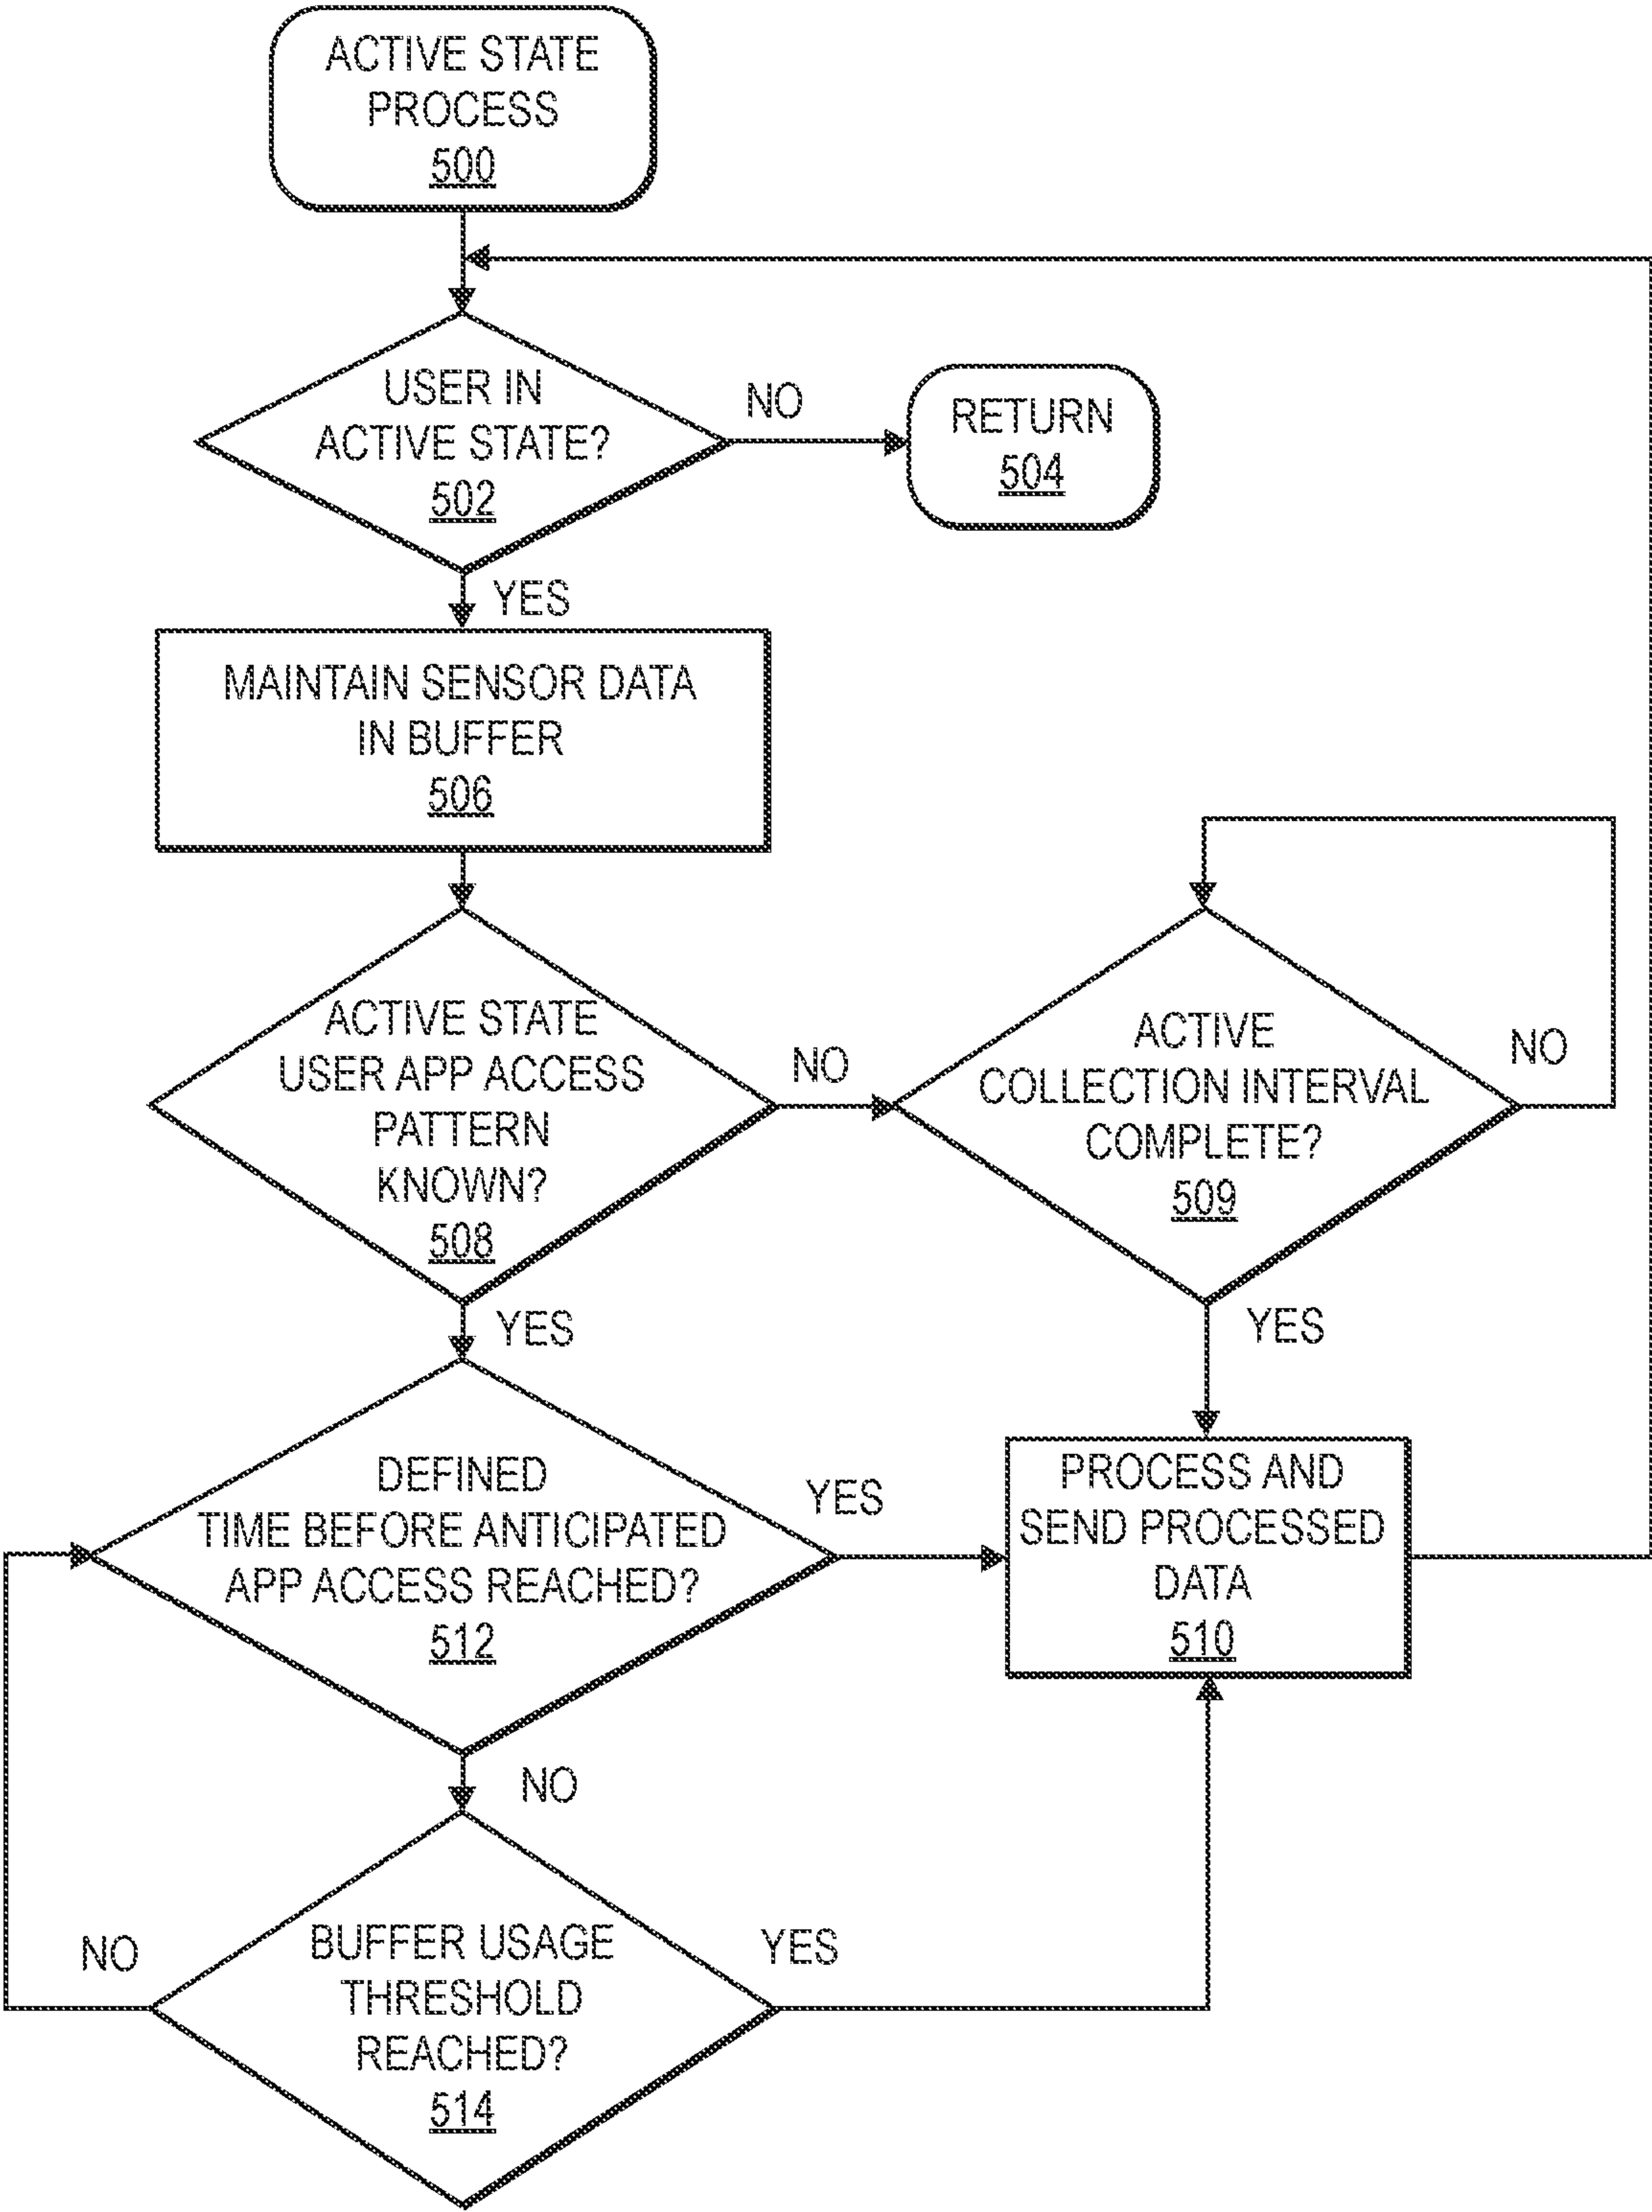 ACTIVE STATE
PROCESS
500
USER IN
ACTIVE STATE?
502
NO
RETURN
504
YES
MAINTAIN SENSOR DATA
IN BUFFER
506
ACTIVE STATE
USER APP ACCESS
PATTERN
KNOWN?
508
NO
ACTIVE
COLLECTION INTERVAL
COMPLETE?
509
NO
YES
YES
DEFINED
TIME BEFORE ANTICIPATED
APP ACCESS REACHED?
512
YES
PROCESS AND
SEND PROCESSED
DATA
510
NO
BUFFER USAGE
THRESHOLD
REACHED?
514
NO
YES